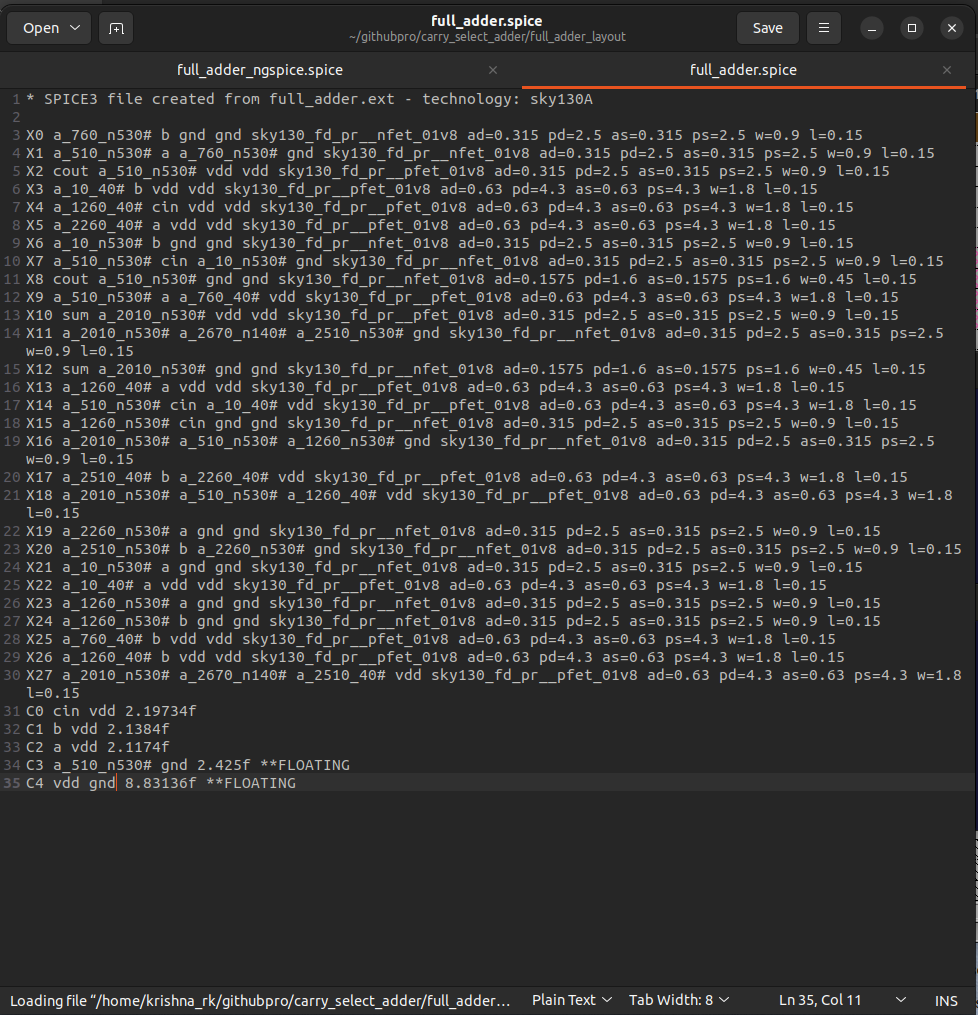 Open
full_adder.spice
~/githubpro/carry_select_adder/full_adder_layout
Save
full_adder_ngspice.spice
full_adder.spice
1 * SPICE3 file created from full_adder.ext - technology: sky130A
2
3 X0 a_760_n530# b gnd gnd sky130_fd_pr__nfet_01v8 ad=0.315 pd=2.5 as=0.315 ps=2.5 w=0.9 l=0.15
4 X1 a_510_n530# a a_760_n530# gnd sky130_fd_pr__nfet_01v8 ad=0.315 pd=2.5 as=0.315 ps=2.5 w=0.9 l=0.15
5 X2 cout a_510_n530# vdd vdd sky130_fd_pr__pfet_01v8 ad=0.315 pd=2.5 as=0.315 ps=2.5 w=0.9 l=0.15
6 X3 a_10_40# b vdd vdd sky130_fd_pr__pfet_01v8 ad=0.63 pd=4.3 as=0.63 ps=4.3 w=1.8 l=0.15
7 X4 a_1260_40# cin vdd vdd sky130_fd_pr__pfet_01v8 ad=0.63 pd=4.3 as=0.63 ps=4.3 w=1.8 l=0.15
8 X5 a_2260_40# a vdd vdd sky130_fd_pr__pfet_01v8 ad=0.63 pd=4.3 as=0.63 ps=4.3 w=1.8 l=0.15
9 X6 a_10_n530# b gnd gnd sky130_fd_pr__nfet_01v8 ad=0.315 pd=2.5 as=0.315 ps=2.5 w=0.9 l=0.15
10 X7 a_510_n530# cin a_10_n530# gnd sky130_fd_pr__nfet_01v8 ad=0.315 pd=2.5 as=0.315 ps=2.5 w=0.9 l=0.15
11 X8 cout a_510_n530# gnd gnd sky130_fd_pr__nfet_01v8 ad=0.1575 pd=1.6 as=0.1575 ps=1.6 w=0.45 l=0.15
12 X9 a_510_n530# a a_760_40# vdd sky130_fd_pr__pfet_01v8 ad=0.63 pd=4.3 as=0.63 ps=4.3 w=1.8 l=0.15
13 X10 sum a_2010_n530# vdd vdd sky130_fd_pr__pfet_01v8 ad=0.315 pd=2.5 as=0.315 ps=2.5 w=0.9 l=0.15
14 X11 a_2010_n530# a_2670_n140# a_2510_n530# gnd sky130_fd_pr__nfet_01v8 ad=0.315 pd=2.5 as=0.315 ps=2.5
w=0.9 l=0.15
15 X12 sum a_2010_n530# gnd gnd sky130_fd_pr__nfet_01v8 ad=0.1575 pd=1.6 as=0.1575 ps=1.6 w=0.45 l=0.15
16 X13 a_1260_40# a vdd vdd sky130_fd_pr__pfet_01v8 ad=0.63 pd=4.3 as=0.63 ps=4.3 w=1.8 l=0.15
17 X14 a_510_n530# cin a_10_40# vdd sky130_fd_pr__pfet_01v8 ad=0.63 pd=4.3 as=0.63 ps=4.3 w=1.8 l=0.15
18 X15 a_1260_n530# cin gnd gnd sky130_fd_pr__nfet_01v8 ad=0.315 pd=2.5 as=0.315 ps=2.5 w=0.9 l=0.15
19 X16 a_2010_n530# a_510_n530# a_1260_n530# gnd sky130_fd_pr__nfet_01v8 ad=0.315 pd=2.5 as=0.315 ps=2.5
w=0.9 l=0.15
20 X17 a_2510_40# b a_2260_40# vdd sky130_fd_pr__pfet_01v8 ad=0.63 pd=4.3 as=0.63 ps=4.3 w=1.8 l=0.15
21 X18 a_2010_n530# a_510_n530# a_1260_40# vdd sky130_fd_pr__pfet_01v8 ad=0.63 pd=4.3 as=0.63 ps=4.3 w=1.8
l=0.15
22 X19 a_2260_n530# a gnd gnd sky130_fd_pr__nfet_01v8 ad=0.315 pd=2.5 as=0.315 ps=2.5 w=0.9 l=0.15
23 X20 a_2510_n530# b a_2260_n530# gnd sky130_fd_pr__nfet_01v8 ad=0.315 pd=2.5 as=0.315 ps=2.5 w=0.9 l=0.15
24 X21 a_10_n530# a gnd gnd sky130_fd_pr__nfet_01v8 ad=0.315 pd=2.5 as=0.315 ps=2.5 w=0.9 l=0.15
25 X22 a_10_40# a vdd vdd sky130_fd_pr__pfet_01v8 ad=0.63 pd=4.3 as=0.63 ps=4.3 w=1.8 l=0.15
26 X23 a_1260_n530# a gnd gnd sky130_fd_pr__nfet_01v8 ad=0.315 pd=2.5 as=0.315 ps=2.5 w=0.9 l=0.15
27 X24 a_1260_n530# b gnd gnd sky130_fd_pr__nfet_01v8 ad=0.315 pd=2.5 as=0.315 ps=2.5 w=0.9 l=0.15
28 X25 a_760_40# b vdd vdd sky130_fd_pr__pfet_01v8 ad=0.63 pd=4.3 as=0.63 ps=4.3 w=1.8 l=0.15
29 X26 a_1260_40# b vdd vdd sky130_fd_pr__pfet_01v8 ad=0.63 pd=4.3 as=0.63 ps=4.3 w=1.8 l=0.15
30 X27 a_2010_n530# a_2670_n140# a_2510_40# vdd sky130_fd_pr__pfet_01v8 ad=0.63 pd=4.3 as=0.63 ps=4.3 w=1.8
l=0.15
31 C0 cin vdd 2.19734f
32 C1 b vdd 2.1384f
33 C2 a vdd 2.1174f
34 C3 a_510_n530# gnd 2.425f **FLOATING
35 C4 vdd gnd 8.83136f **FLOATING
Loading file “/home/krishna_rk/githubpro/carry_select_adder/full_adder…
Plain Text
Tab Width: 8
Ln 35, Col 11
INS